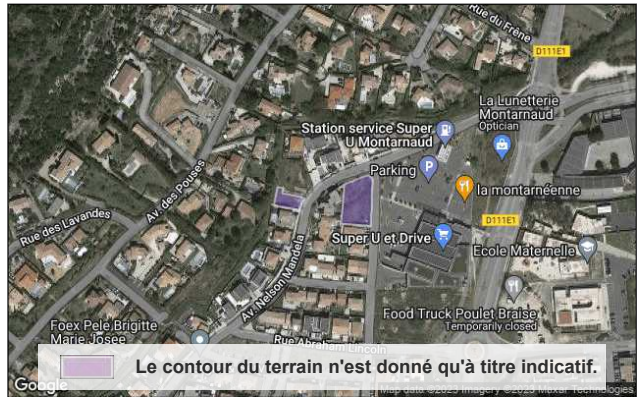 Rue du Frêne
D111E1
La Lunetterie
Montarnaud
Optician
Station service Super
U Montarnaud
Parking
la montarnéenne
Av. des Pouses
Rue des Lavandes
D111E1
Super U et Drive
Ecole Maternelle
Av. Nelson Mandela
Food Truck Poulet Braise
Temporarily closed
Foex Pele Brigitte
Marie Josée
Rue Abraham Lincoln
Le contour du terrain n'est donné qu'à titre indicatif.
Google
Map data ©2023 Imagery ©2023 Maxar Technologies